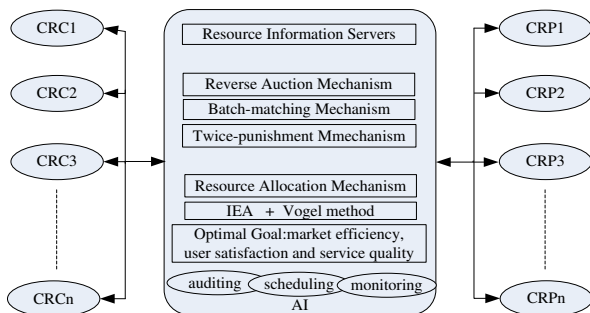 CRC1
CRC2
CRC3
CRCn
Resource Information Servers
Reverse Auction Mechanism
Batch-matching Mechanism
Twice-punishment Mmechanism
Resource Allocation Mechanism
IEA + Vogel method
Optimal Goal:market efficiency,
user satisfaction and service quality
auditing scheduling monitoring
AI
CRP1
CRP2
CRP3
CRPn